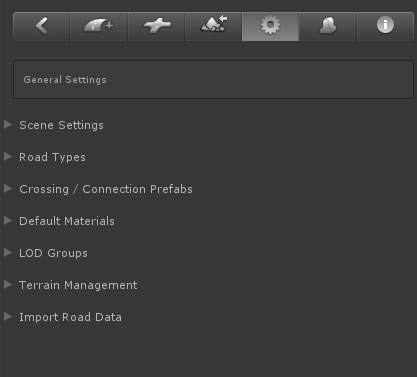 General Settings
Scene Settings
Road Types
Crossing / Connection Prefabs
Default Materials
LOD Groups
Terrain Management
Import Road Data